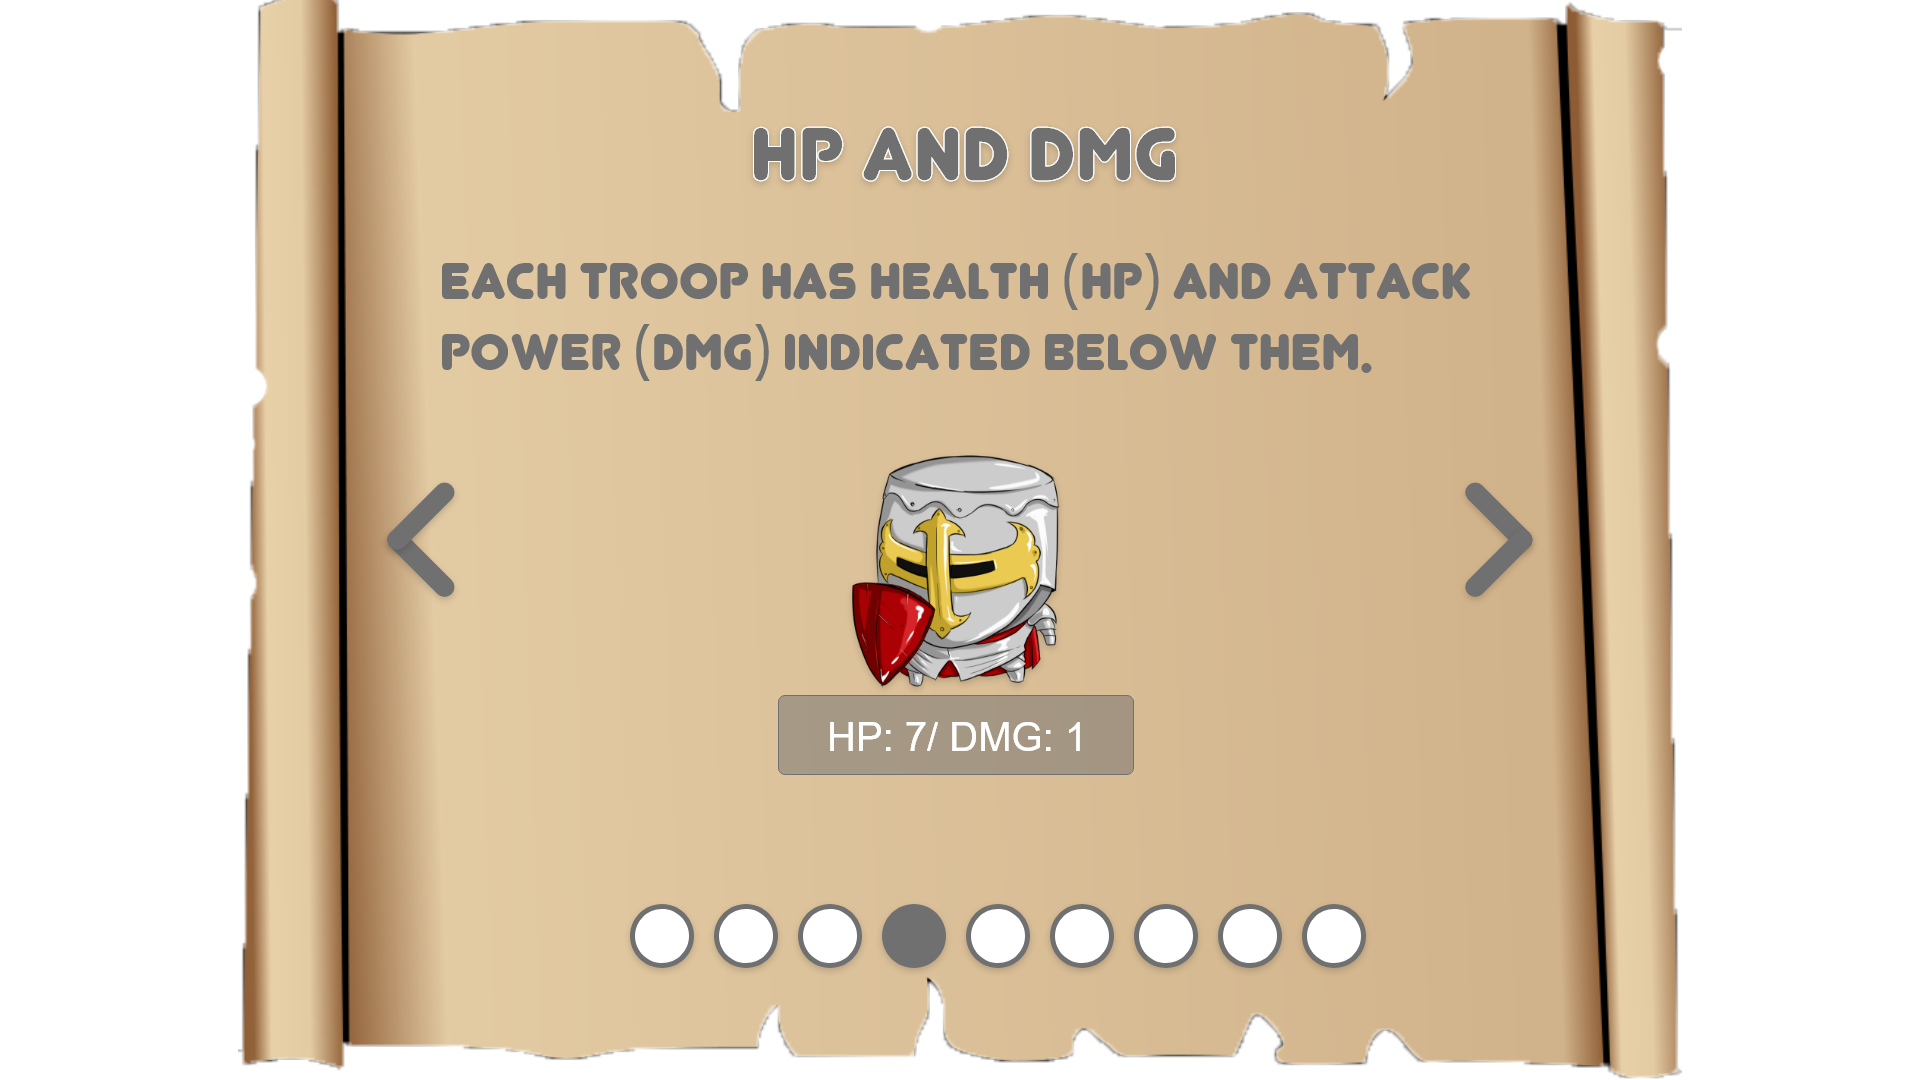 HP AND DMG
EACH TROOP HAS HEALTH (HP) AND ATTACK
POWER (DMG) INDICATED BELOW THEM.
HP: 7/ DMG: 1